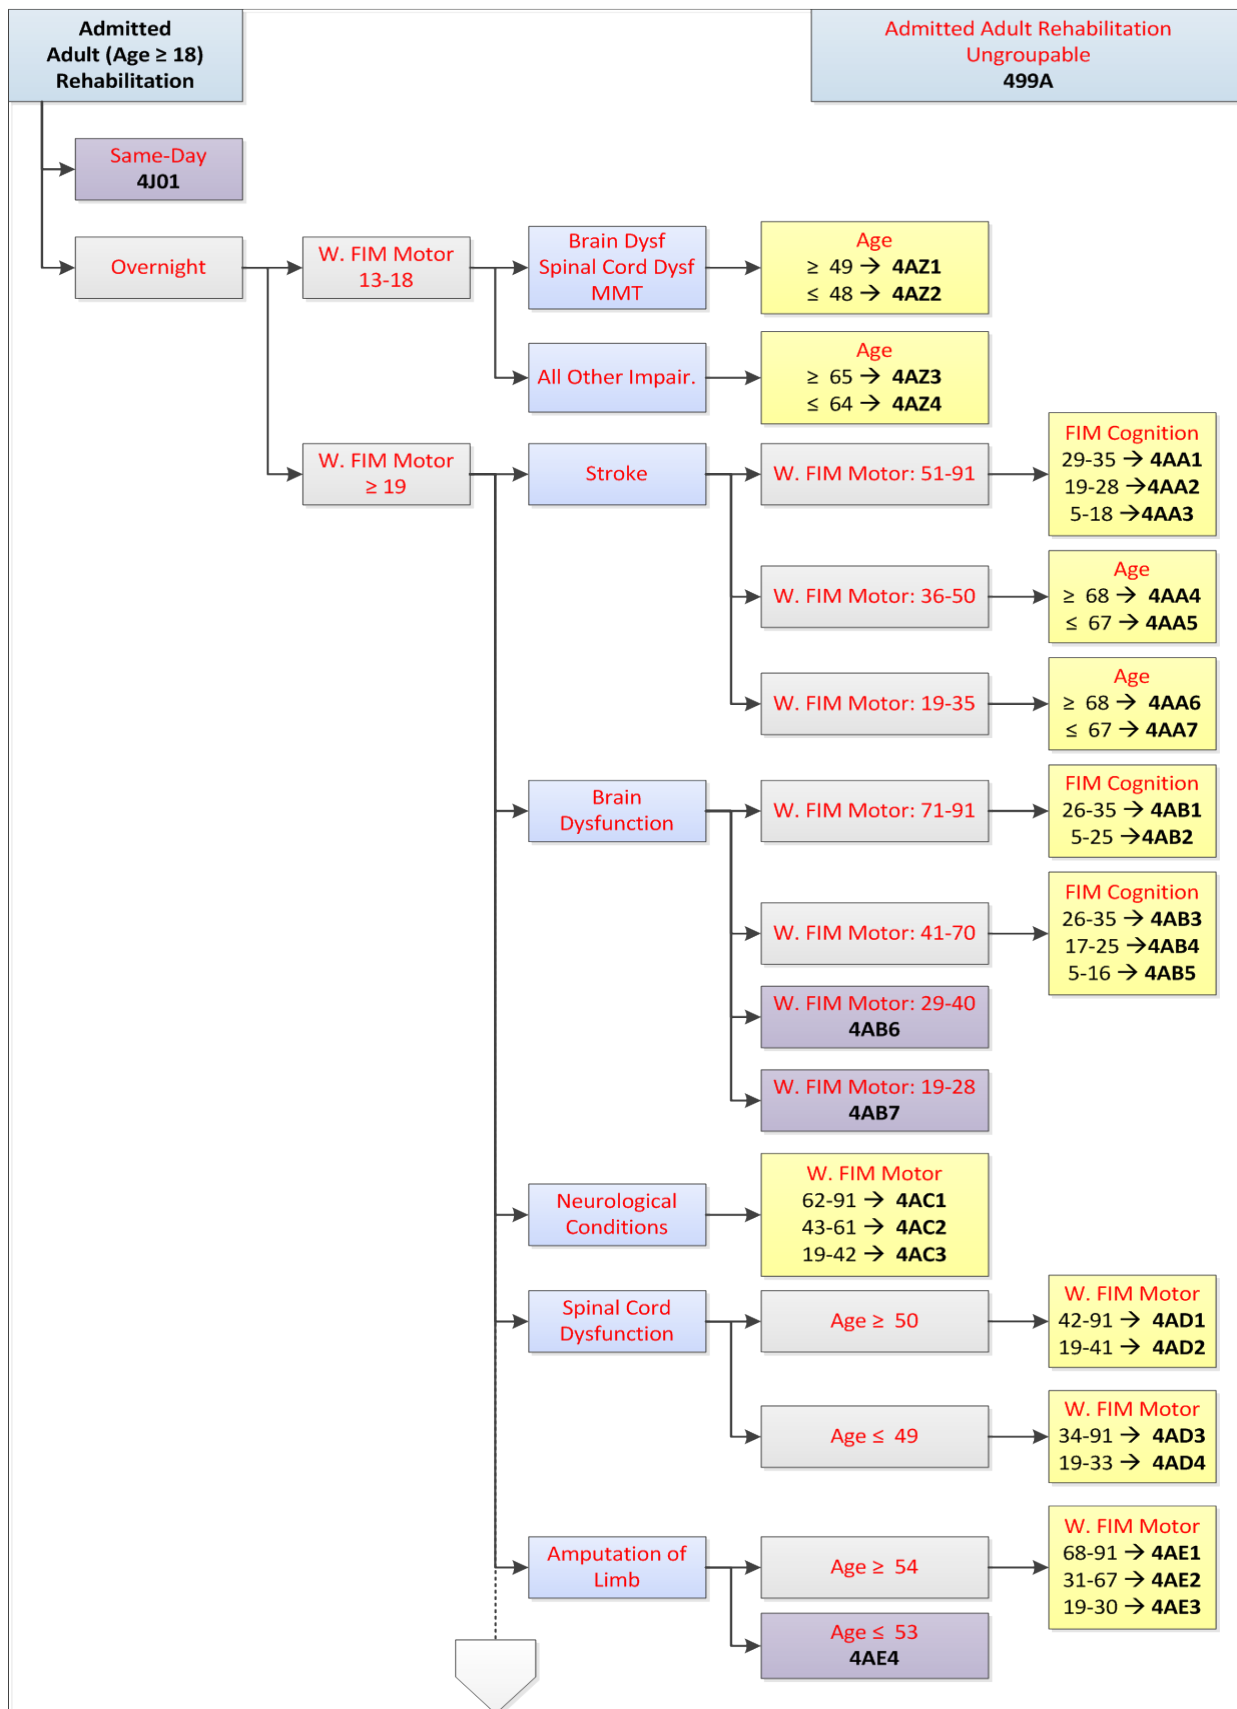 Admitted
Adult (Age ≥ 18)
Rehabilitation
Admitted Adult Rehabilitation
Ungroupable
499A
Same-Day
4J01
Overnight
W. FIM Motor
13-18
Brain Dysf
Spinal Cord Dysf
MMT
Age
≥ 49 → 4AZ1
≤ 48 → 4AZ2
All Other Impair.
Age
≥ 65 → 4AZ3
≤ 64 → 4AZ4
W. FIM Motor
≥ 19
Stroke
W. FIM Motor: 51-91
FIM Cognition
29-35 → 4AA1
19-28 →4AA2
5-18 →4AA3
W. FIM Motor: 36-50
Age
≥ 68 → 4AA4
≤ 67 → 4AA5
W. FIM Motor: 19-35
Age
≥ 68 → 4AA6
≤ 67 → 4AA7
Brain
Dysfunction
W. FIM Motor: 71-91
FIM Cognition
26-35 → 4AB1
5-25 →4AB2
W. FIM Motor: 41-70
FIM Cognition
26-35 → 4AB3
17-25 →4AB4
5-16 → 4AB5
W. FIM Motor: 29-40
4AB6
W. FIM Motor: 19-28
4AB7
Neurological
Conditions
W. FIM Motor
62-91 → 4AC1
43-61 → 4AC2
19-42 → 4AC3
Spinal Cord
Dysfunction
Age ≥ 50
W. FIM Motor
42-91 → 4AD1
19-41 → 4AD2
Age ≤ 49
W. FIM Motor
34-91 → 4AD3
19-33 → 4AD4
Amputation of
Limb
Age ≥ 54
W. FIM Motor
68-91 → 4AE1
31-67 → 4AE2
19-30 → 4AE3
Age ≤ 53
4AE4